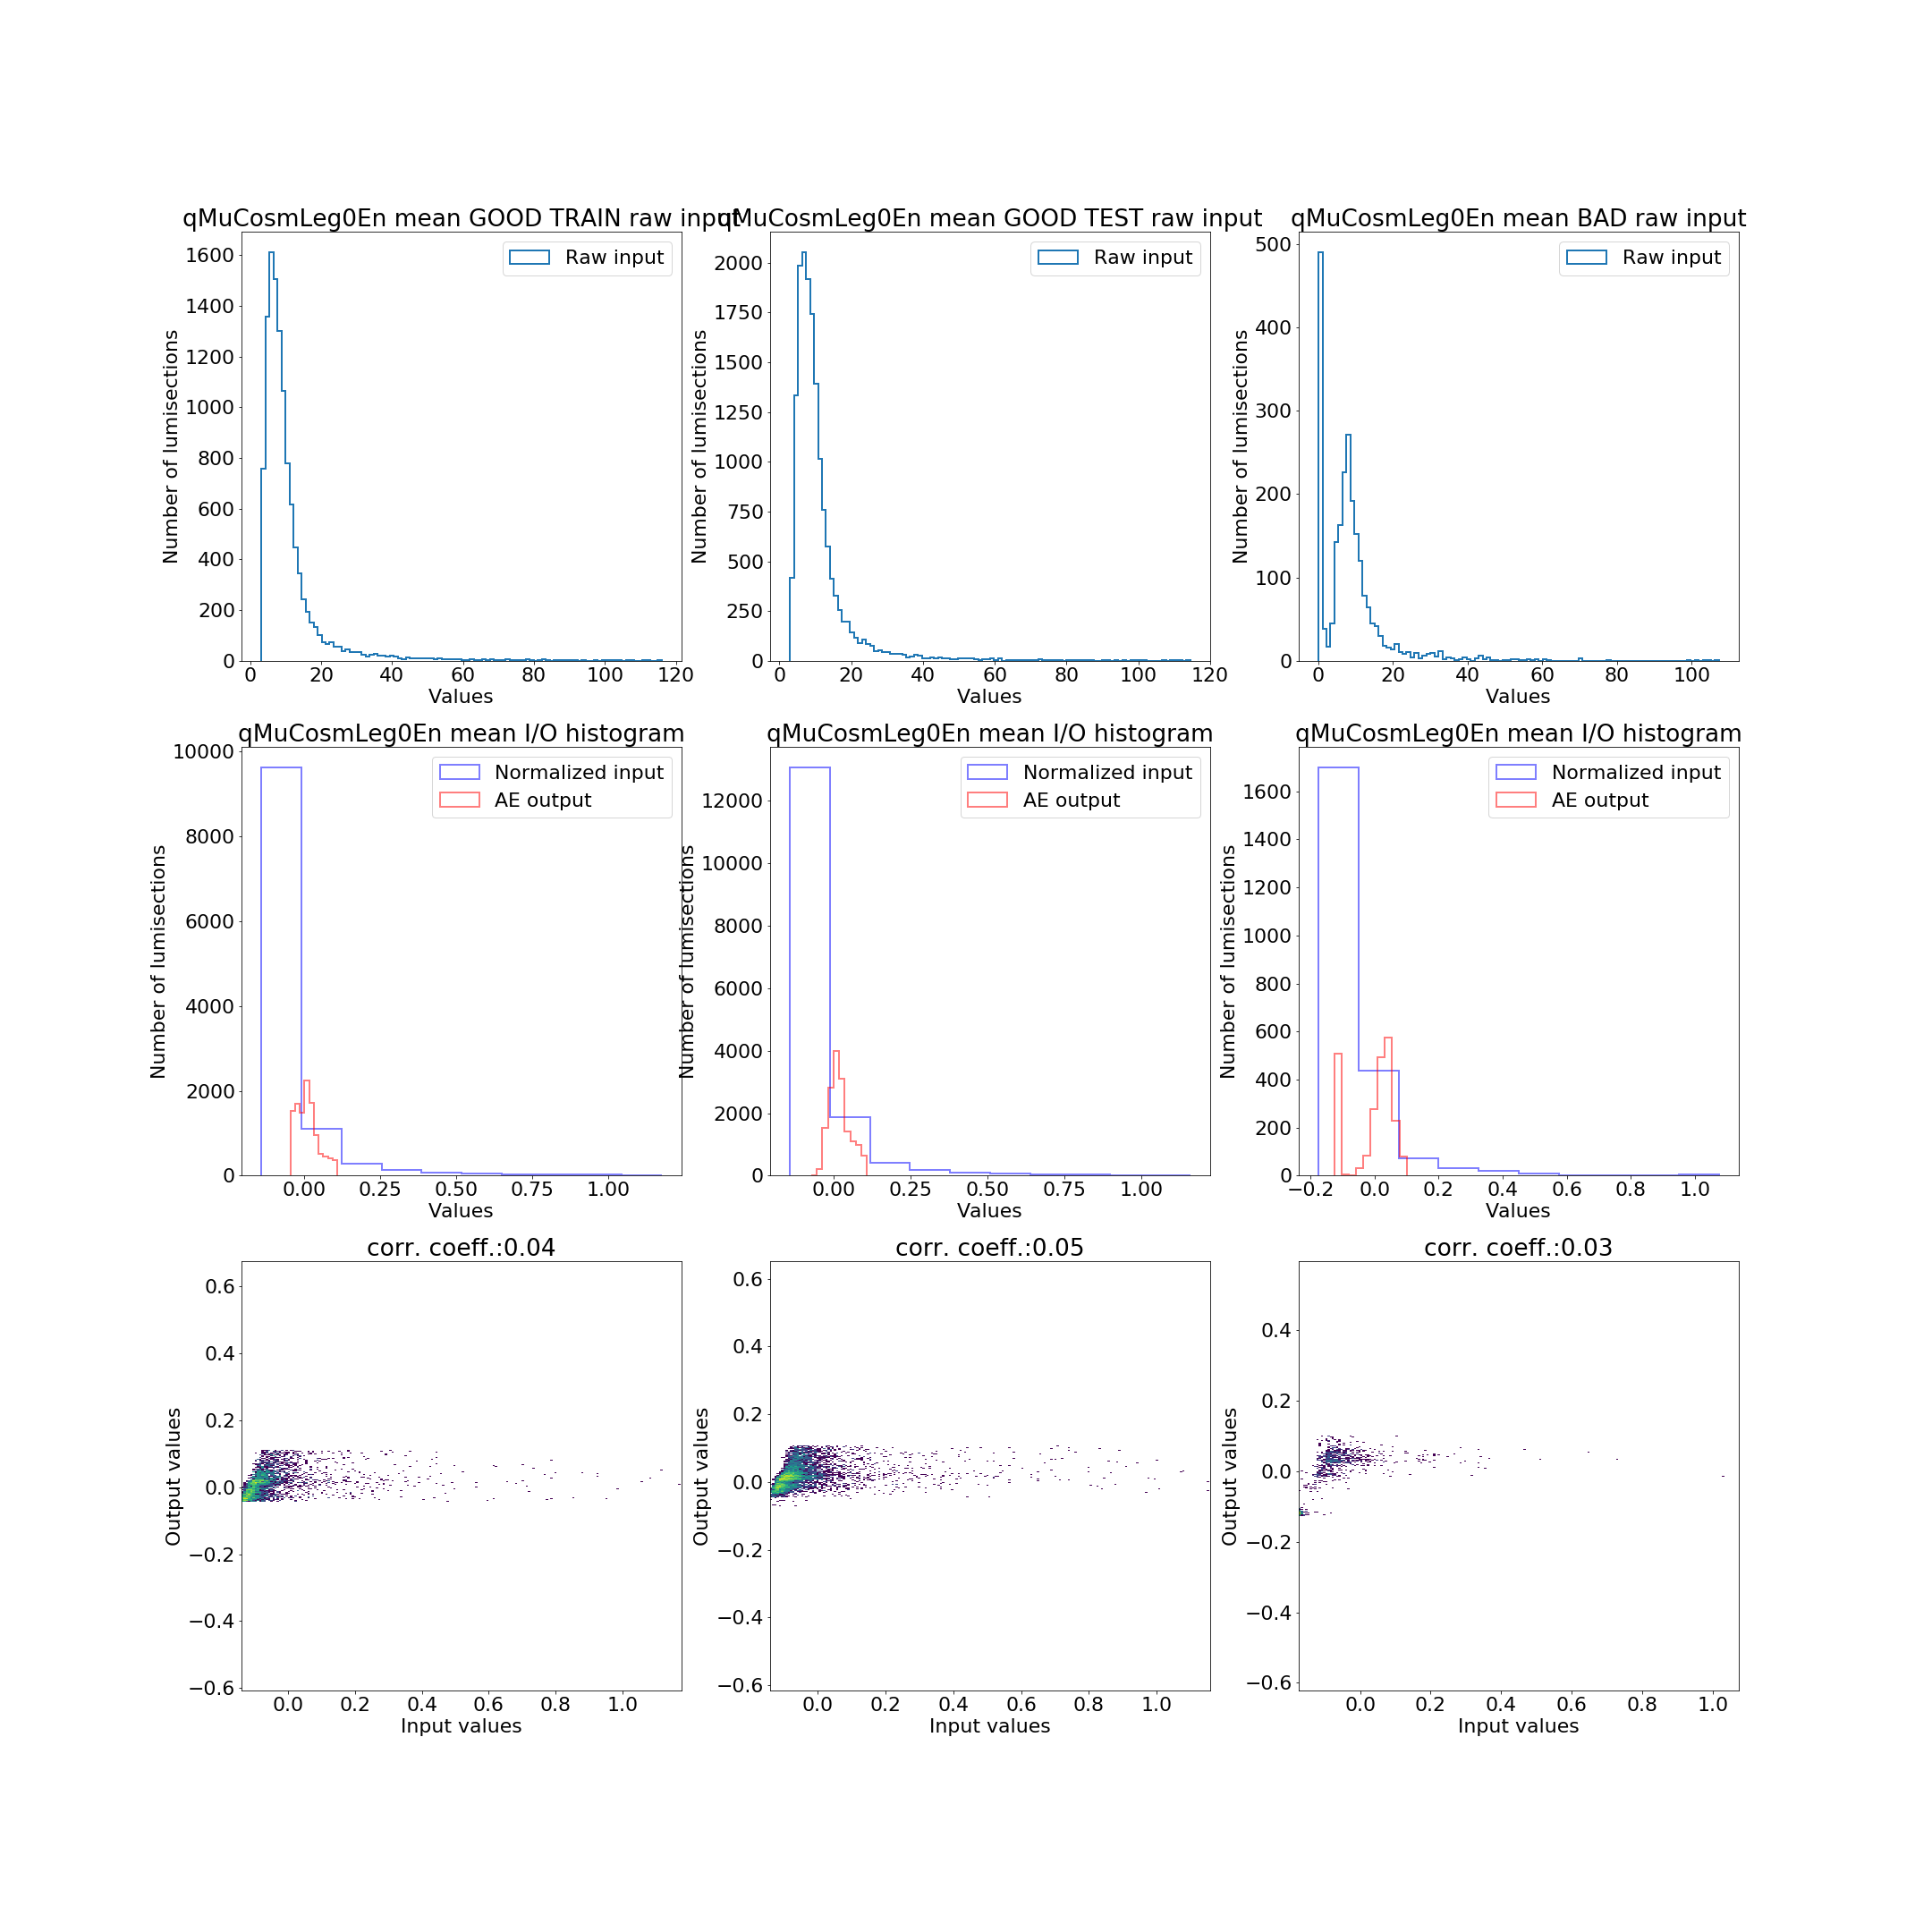 qMuCosmLeg0En mean GOOD TRAIN raw input
Raw input
1600
1400
1200
1000
800
600
400
200
0
Number of lumisections
0 20 40 60 80 100 120
Values
qMuCosmLeg0En mean GOOD TEST raw input
Raw input
2000
1750
1500
1250
1000
750
500
250
0
Number of lumisections
0 20 40 60 80 100 120
Values
qMuCosmLeg0En mean BAD raw input
Raw input
500
400
300
200
100
0
Number of lumisections
0 20 40 60 80 100
Values
qMuCosmLeg0En mean I/O histogram
Normalized input
AE output
10000
8000
6000
4000
2000
0
Number of lumisections
0.00 0.25 0.50 0.75 1.00
Values
qMuCosmLeg0En mean I/O histogram
Normalized input
AE output
12000
10000
8000
6000
4000
2000
0
Number of lumisections
0.00 0.25 0.50 0.75 1.00
Values
qMuCosmLeg0En mean I/O histogram
Normalized input
AE output
1600
1400
1200
1000
800
600
400
200
0
Number of lumisections
−0.2 0.0 0.2 0.4 0.6 0.8 1.0
Values
corr. coeff.:0.04
0.6
0.4
0.2
0.0
−0.2
−0.4
−0.6
Output values
0.0 0.2 0.4 0.6 0.8 1.0
Input values
corr. coeff.:0.05
0.6
0.4
0.2
0.0
−0.2
−0.4
−0.6
Output values
0.0 0.2 0.4 0.6 0.8 1.0
Input values
corr. coeff.:0.03
0.4
0.2
0.0
−0.2
−0.4
−0.6
Output values
0.0 0.2 0.4 0.6 0.8 1.0
Input values